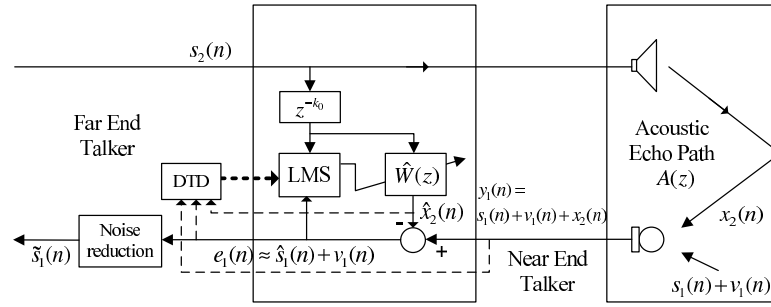 s₂(n)
z^{-k₀}
Far End
Talker
Acoustic
Echo Path
A(z)
DTD
LMS
Ŵ(z)
y₁(n) =
s₁(n) + v₁(n) + x₂(n)
x̂₂(n)
x₂(n)
-
+
s̃₁(n)
Noise
reduction
e₁(n) ≈ ŝ₁(n) + v₁(n)
Near End
Talker
s₁(n) + v₁(n)